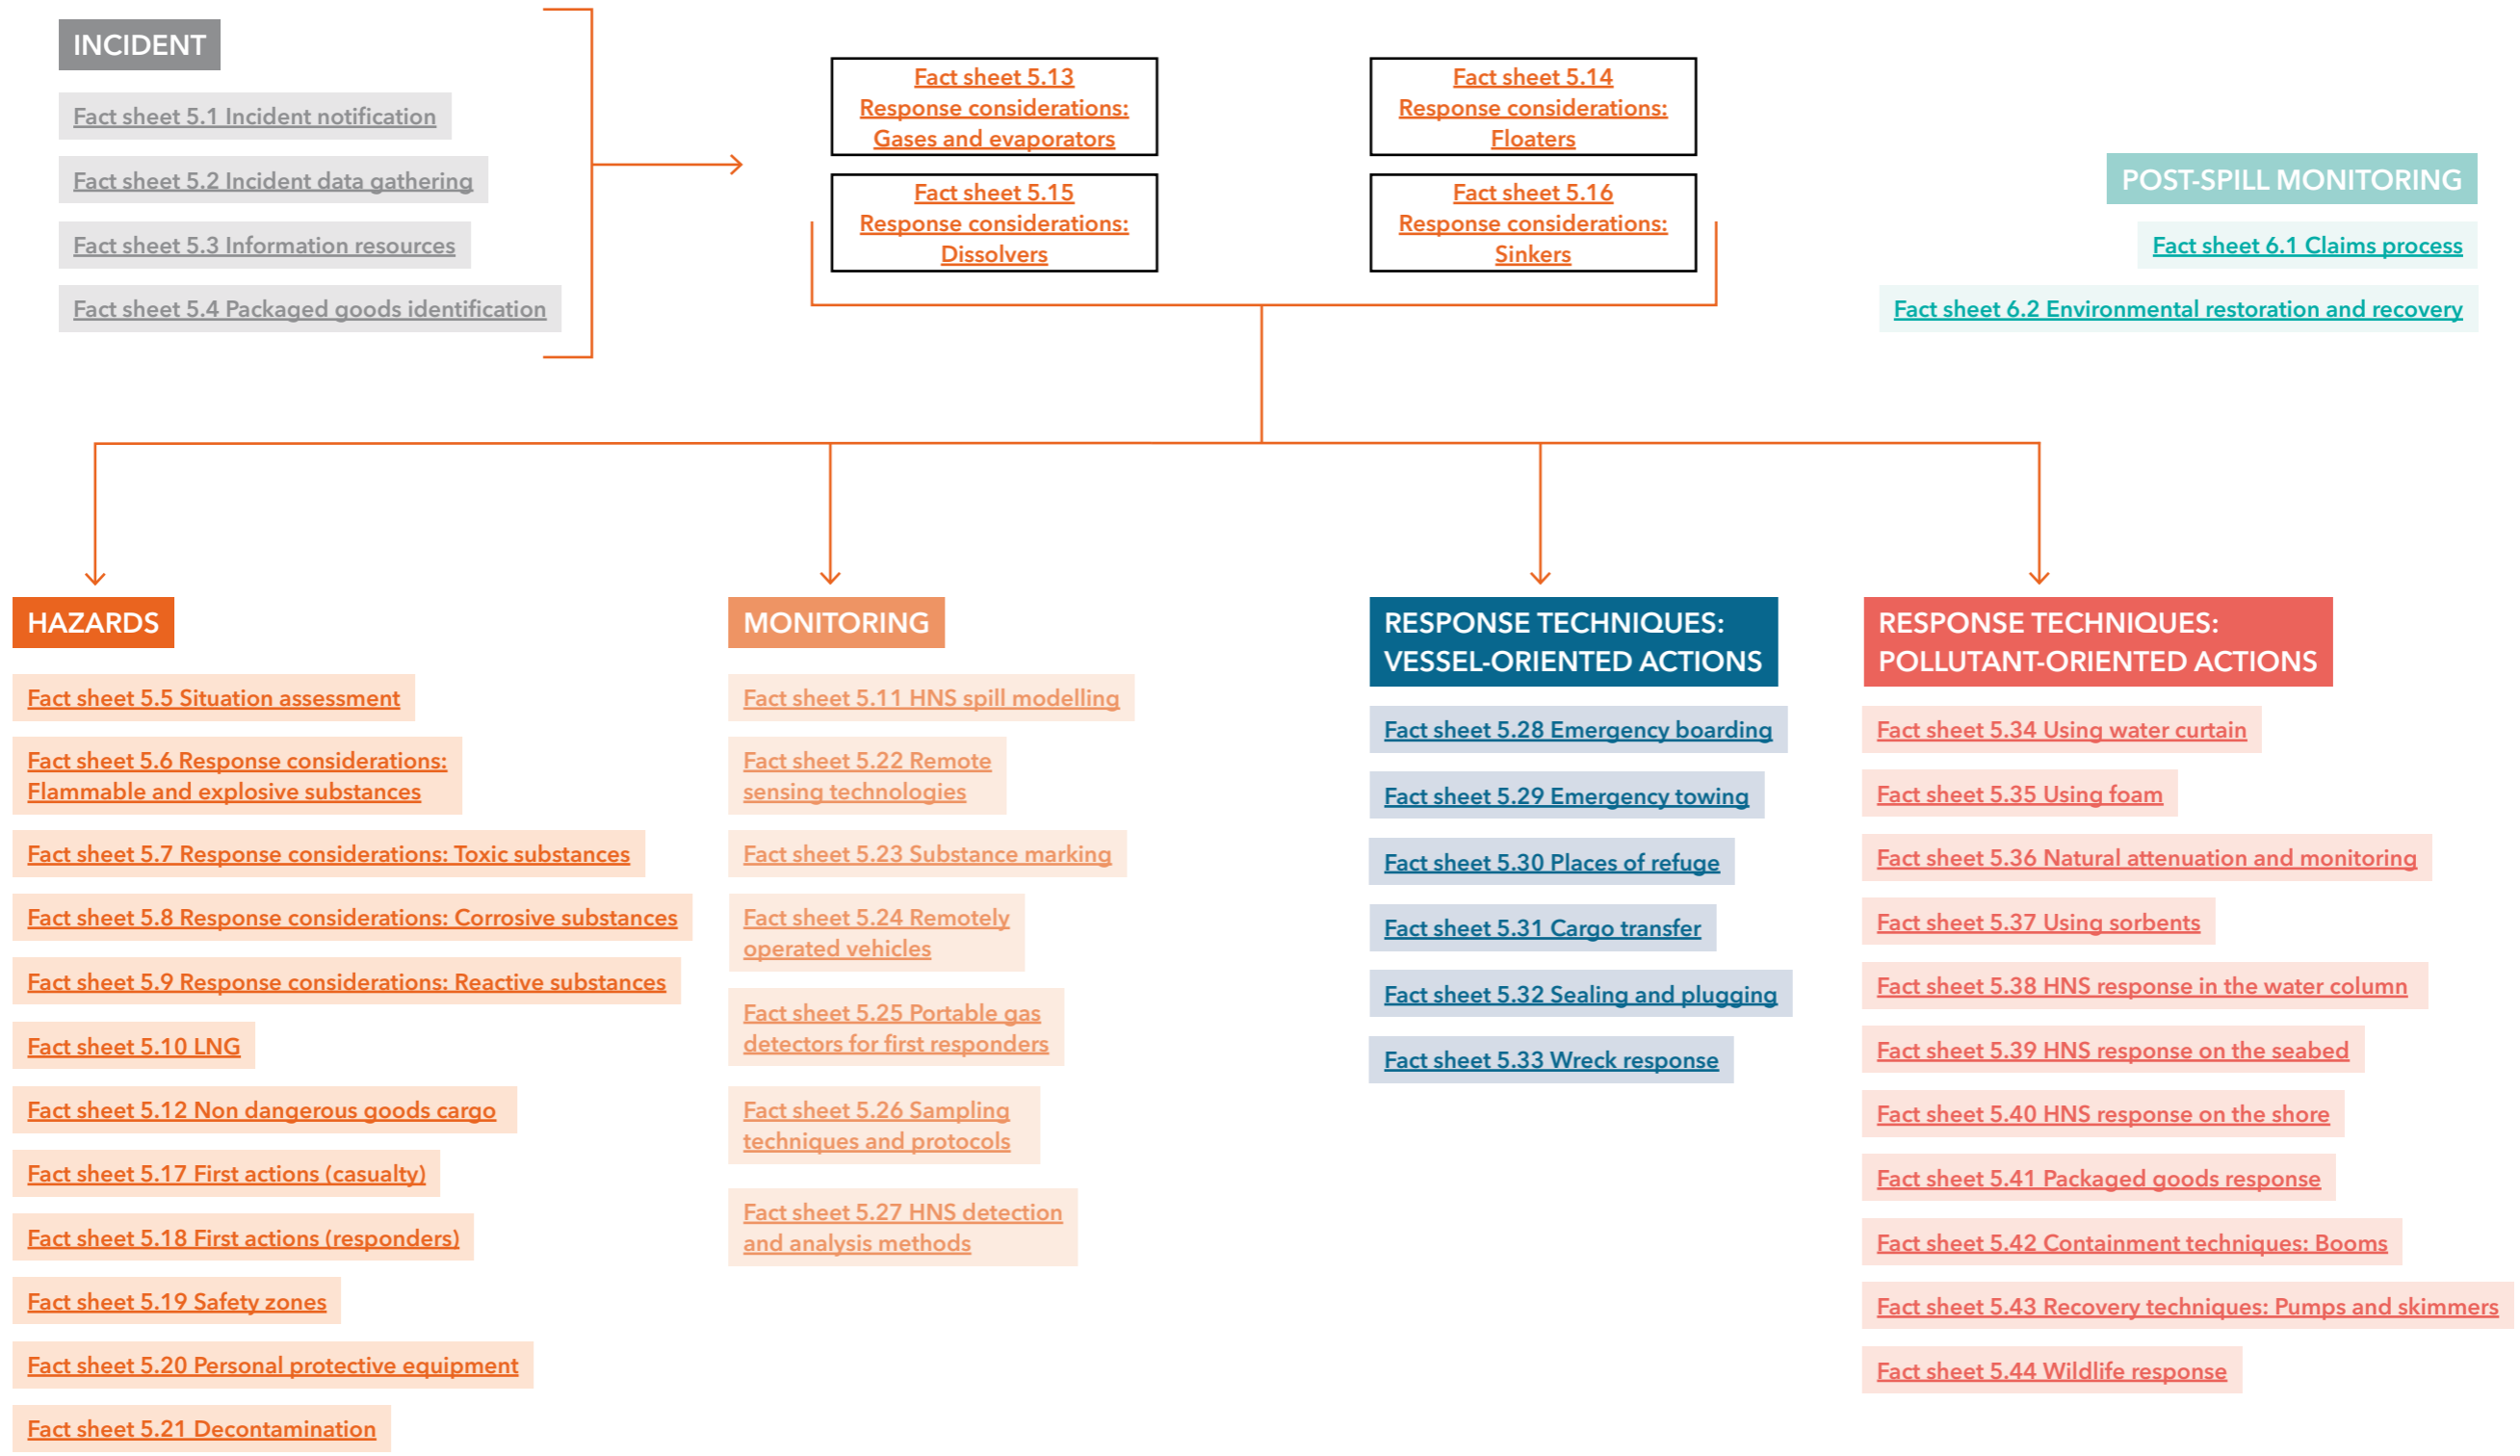 INCIDENT
Fact sheet 5.1 Incident notification
Fact sheet 5.2 Incident data gathering
Fact sheet 5.3 Information resources
Fact sheet 5.4 Packaged goods identification
Fact sheet 5.13
Response considerations:
Gases and evaporators
Fact sheet 5.14
Response considerations:
Floaters
Fact sheet 5.15
Response considerations:
Dissolvers
Fact sheet 5.16
Response considerations:
Sinkers
POST-SPILL MONITORING
Fact sheet 6.1 Claims process
Fact sheet 6.2 Environmental restoration and recovery
HAZARDS
Fact sheet 5.5 Situation assessment
Fact sheet 5.6 Response considerations:
Flammable and explosive substances
Fact sheet 5.7 Response considerations: Toxic substances
Fact sheet 5.8 Response considerations: Corrosive substances
Fact sheet 5.9 Response considerations: Reactive substances
Fact sheet 5.10 LNG
Fact sheet 5.12 Non dangerous goods cargo
Fact sheet 5.17 First actions (casualty)
Fact sheet 5.18 First actions (responders)
Fact sheet 5.19 Safety zones
Fact sheet 5.20 Personal protective equipment
Fact sheet 5.21 Decontamination
MONITORING
Fact sheet 5.11 HNS spill modelling
Fact sheet 5.22 Remote
sensing technologies
Fact sheet 5.23 Substance marking
Fact sheet 5.24 Remotely
operated vehicles
Fact sheet 5.25 Portable gas
detectors for first responders
Fact sheet 5.26 Sampling
techniques and protocols
Fact sheet 5.27 HNS detection
and analysis methods
RESPONSE TECHNIQUES:
VESSEL-ORIENTED ACTIONS
Fact sheet 5.28 Emergency boarding
Fact sheet 5.29 Emergency towing
Fact sheet 5.30 Places of refuge
Fact sheet 5.31 Cargo transfer
Fact sheet 5.32 Sealing and plugging
Fact sheet 5.33 Wreck response
RESPONSE TECHNIQUES:
POLLUTANT-ORIENTED ACTIONS
Fact sheet 5.34 Using water curtain
Fact sheet 5.35 Using foam
Fact sheet 5.36 Natural attenuation and monitoring
Fact sheet 5.37 Using sorbents
Fact sheet 5.38 HNS response in the water column
Fact sheet 5.39 HNS response on the seabed
Fact sheet 5.40 HNS response on the shore
Fact sheet 5.41 Packaged goods response
Fact sheet 5.42 Containment techniques: Booms
Fact sheet 5.43 Recovery techniques: Pumps and skimmers
Fact sheet 5.44 Wildlife response